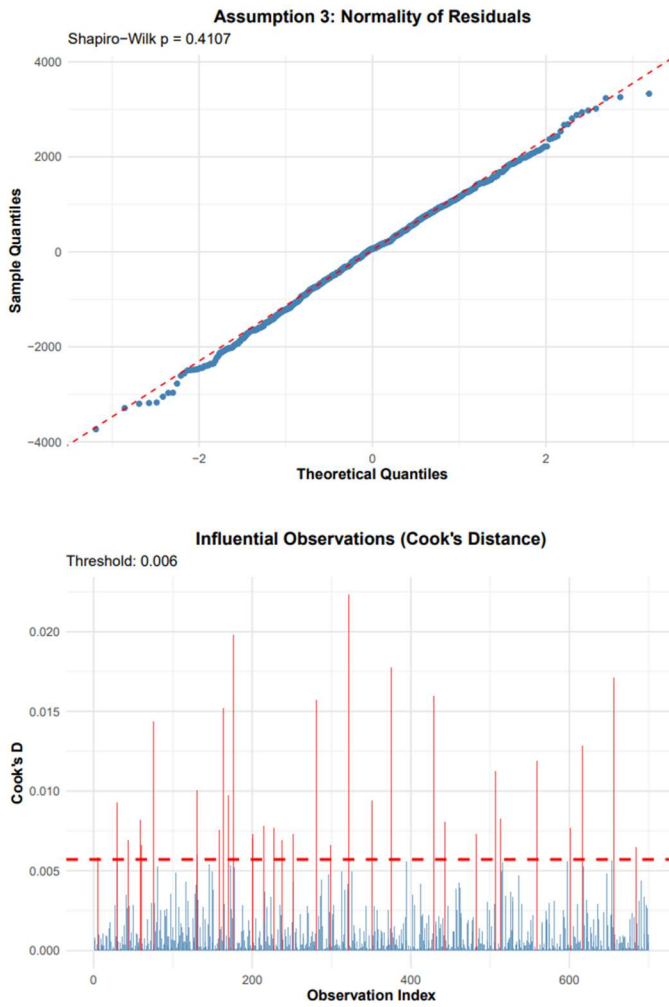 Assumption 3: Normality of Residuals
Shapiro−Wilk p = 0.4107
4000
2000
0
−2000
−4000
Sample Quantiles
−2
0
2
Theoretical Quantiles
Influential Observations (Cook's Distance)
Threshold: 0.006
0.020
0.015
0.010
0.005
0.000
Cook's D
0
200
400
600
Observation Index